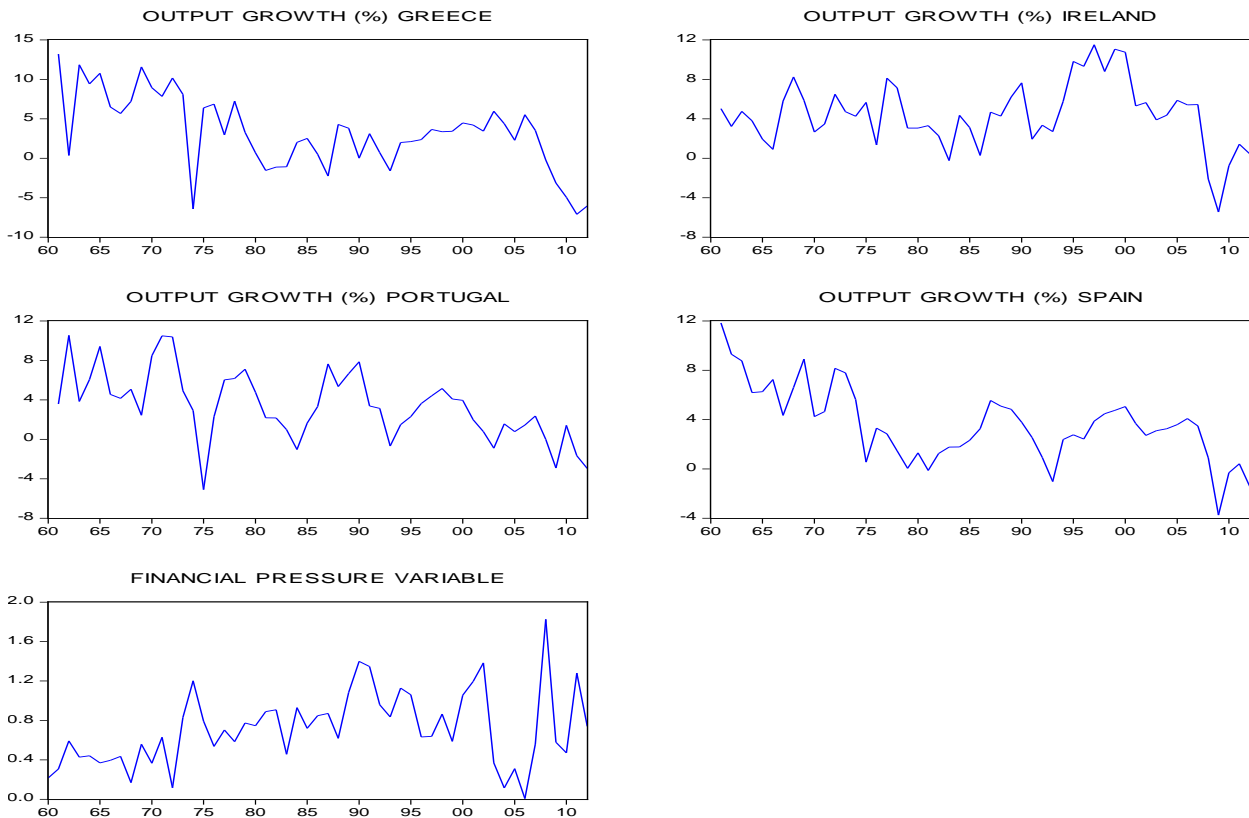 OUTPUT GROWTH (%) GREECE
15
10
5
0
-5
-10
60 65 70 75 80 85 90 95 00 05 10
OUTPUT GROWTH (%) IRELAND
12
8
4
0
-4
-8
60 65 70 75 80 85 90 95 00 05 10
OUTPUT GROWTH (%) PORTUGAL
12
8
4
0
-4
-8
60 65 70 75 80 85 90 95 00 05 10
OUTPUT GROWTH (%) SPAIN
12
8
4
0
-4
60 65 70 75 80 85 90 95 00 05 10
FINANCIAL PRESSURE VARIABLE
2.0
1.6
1.2
0.8
0.4
0.0
60 65 70 75 80 85 90 95 00 05 10